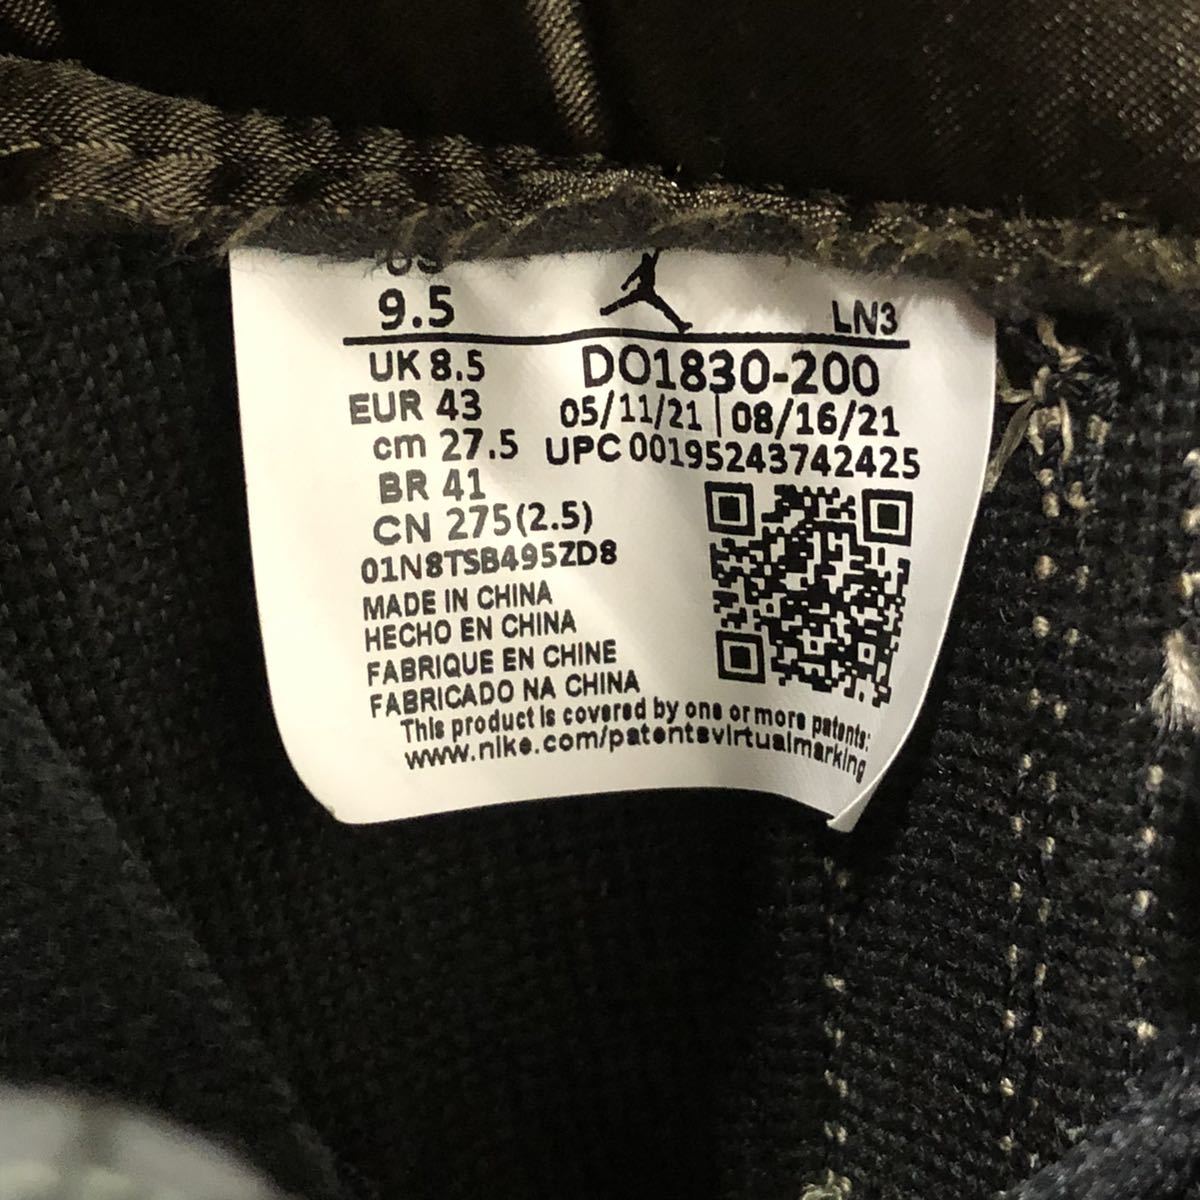 US
9.5
LN3
UK 8.5
DO1830-200
EUR 43
05/11/21 | 08/16/21
cm 27.5
UPC 00195243742425
BR 41
CN 275(2.5)
01N8TSB495ZD8
MADE IN CHINA
HECHO EN CHINA
FABRIQUE EN CHINE
FABRICADO NA CHINA
This product is covered by one or more patents:
www.nike.com/patentsvirtualmarking